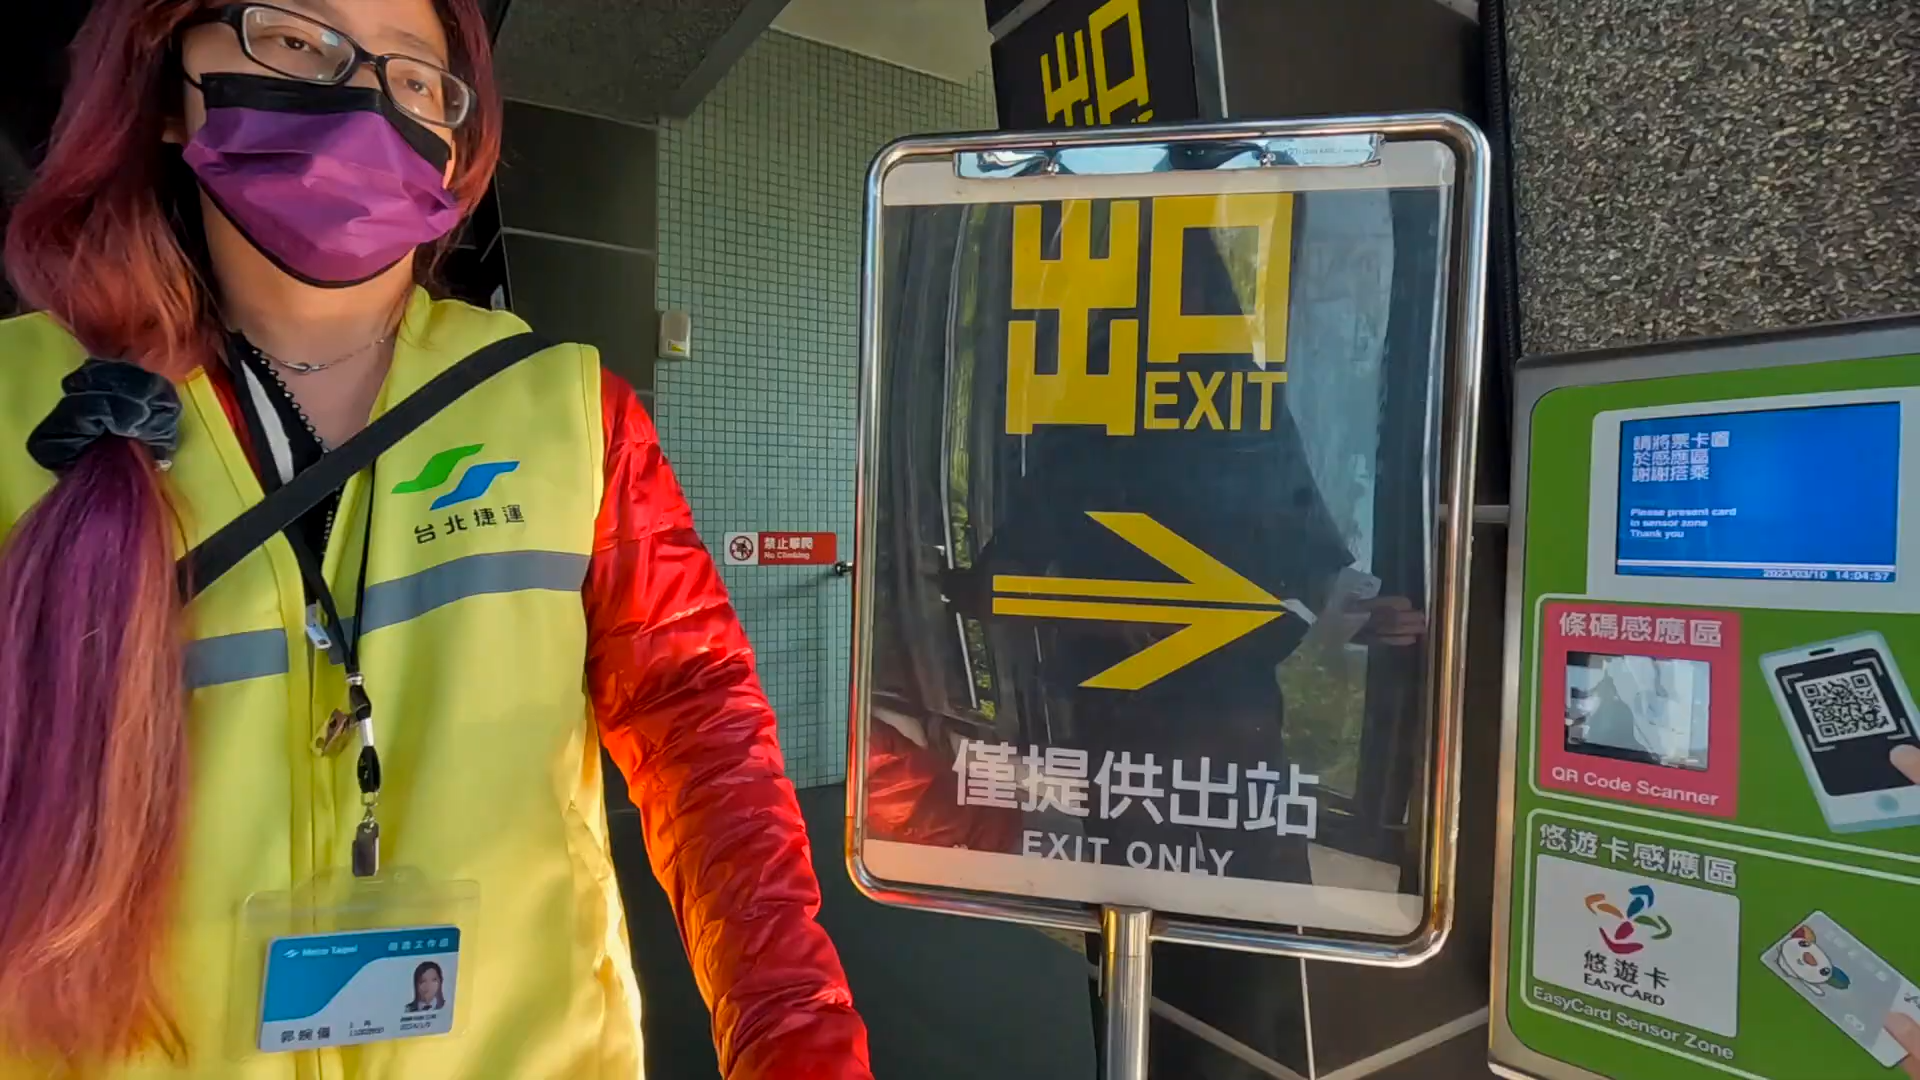 出口
台北捷運
Metro Taipei
禁止攀爬
No Climbing
出口
EXIT
僅提供出站
EXIT ONLY
請將票卡置
於感應區
謝謝搭乘
Please present card
in sensor zone
Thank you
2023/03/10 14:04:57
條碼感應區
QR Code Scanner
悠遊卡感應區
悠遊卡
EASYCARD
EasyCard Sensor Zone